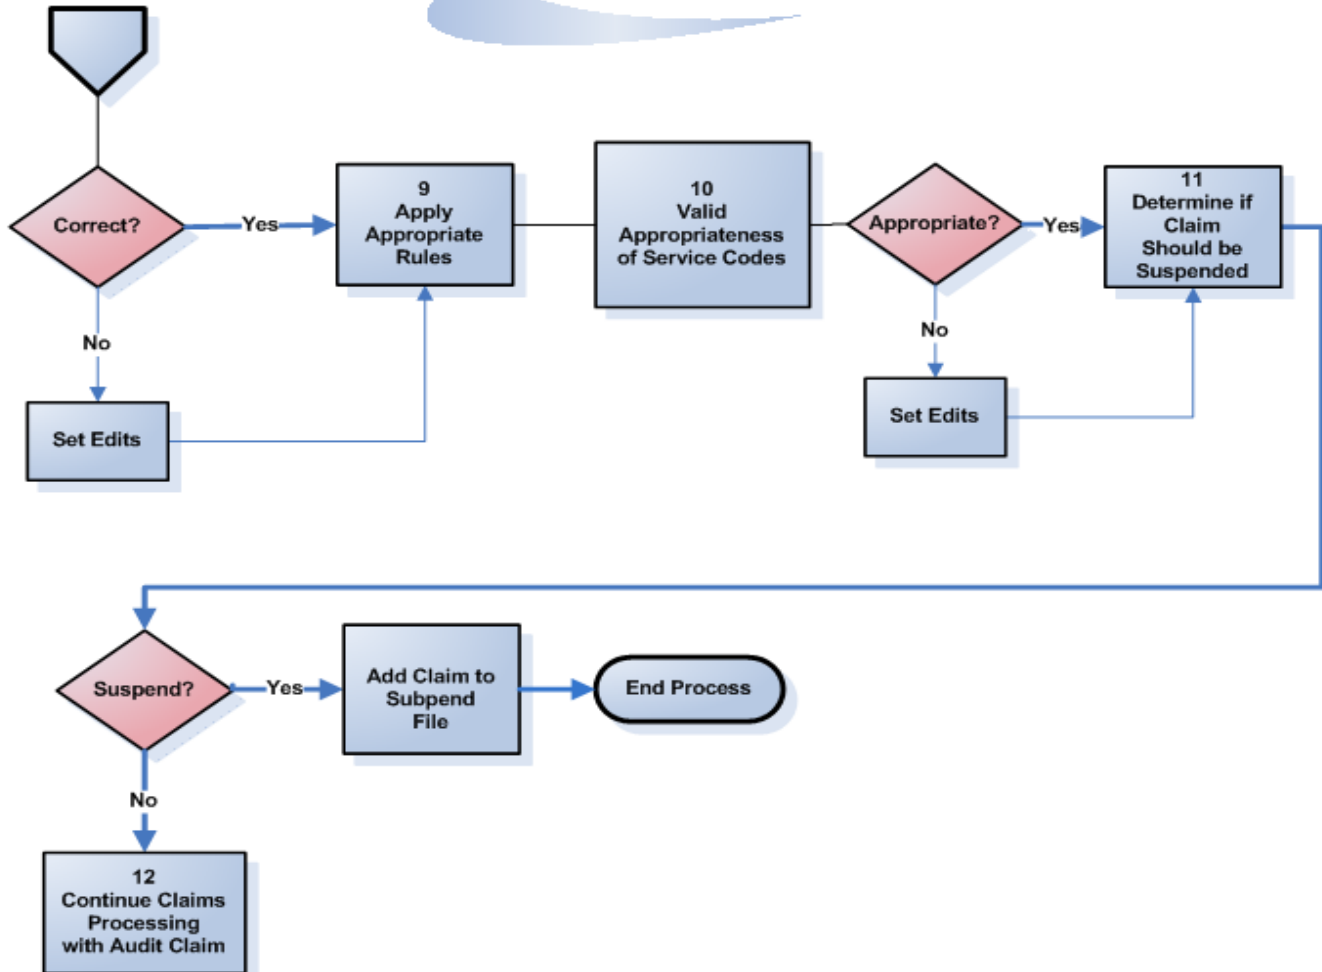 Correct?
Yes
9
Apply
Appropriate
Rules
10
Valid
Appropriateness
of Service Codes
Appropriate?
Yes
11
Determine if
Claim
Should be
Suspended
No
Set Edits
No
Set Edits
Suspend?
Yes
Add Claim to
Subpend
File
End Process
No
12
Continue Claims
Processing
with Audit Claim